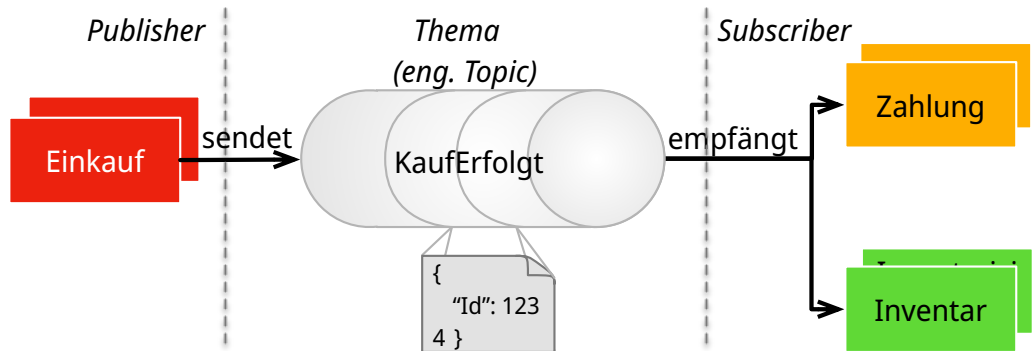 Publisher
Thema
(eng. Topic)
Subscriber
Einkauf
sendet
KaufErfolgt
empfängt
Zahlung
Inventar
{
“Id”: 123
4 }